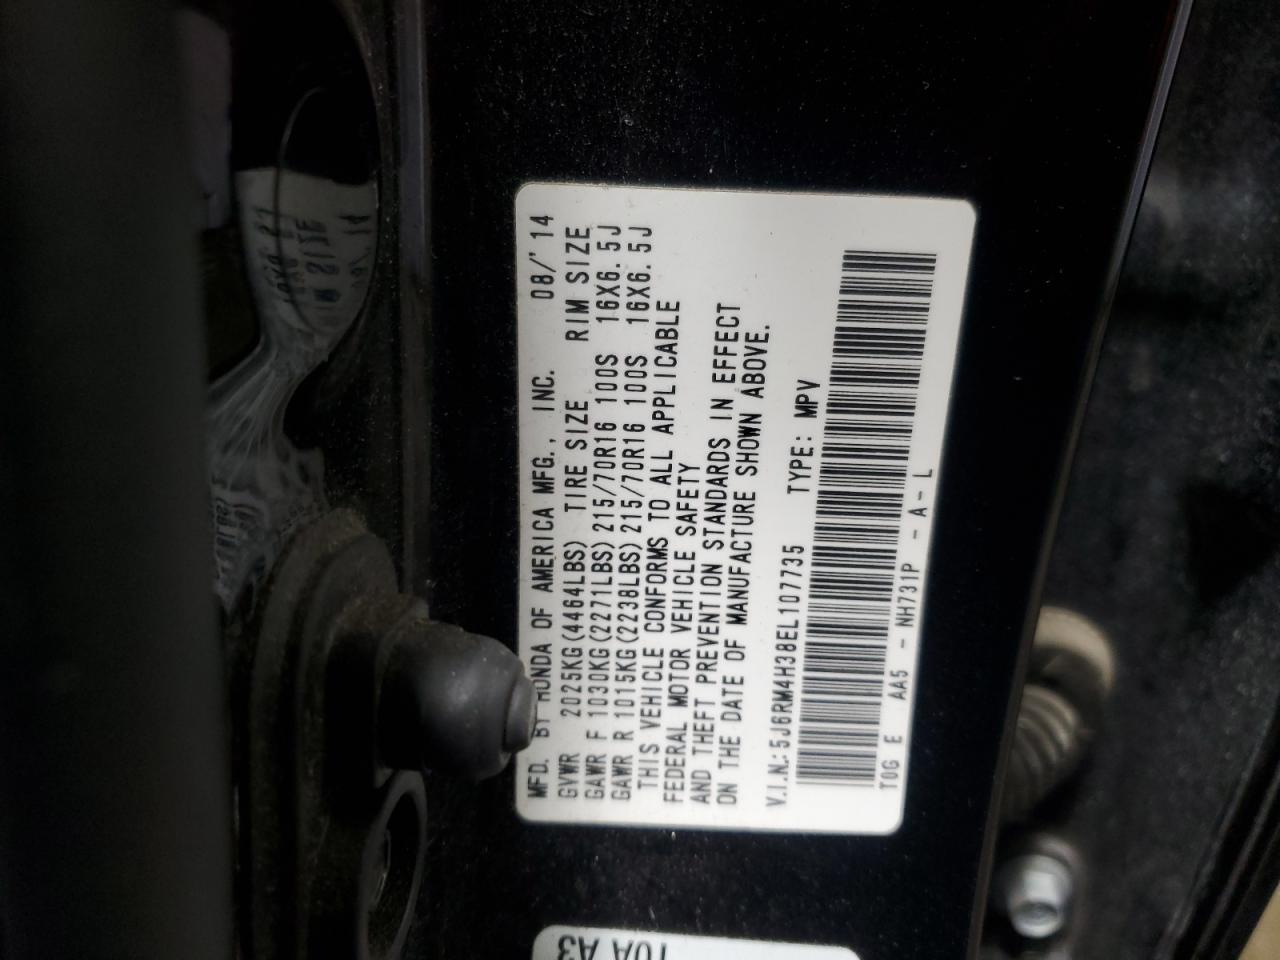 MFD. BY HONDA OF AMERICA MFG., INC. 08/'14
GVWR 2025KG(4464LBS) TIRE SIZE RIM SIZE
GAWR F 1030KG(2271LBS) 215/70R16 100S 16X6.5J
GAWR R 1015KG(2238LBS) 215/70R16 100S 16X6.5J
THIS VEHICLE CONFORMS TO ALL APPLICABLE
FEDERAL MOTOR VEHICLE SAFETY
AND THEFT PREVENTION STANDARDS IN EFFECT
ON THE DATE OF MANUFACTURE SHOWN ABOVE.
V.I.N.:5J6RM4H38EL107735 TYPE: MPV
T0G E AA5 - NH731P - A - L